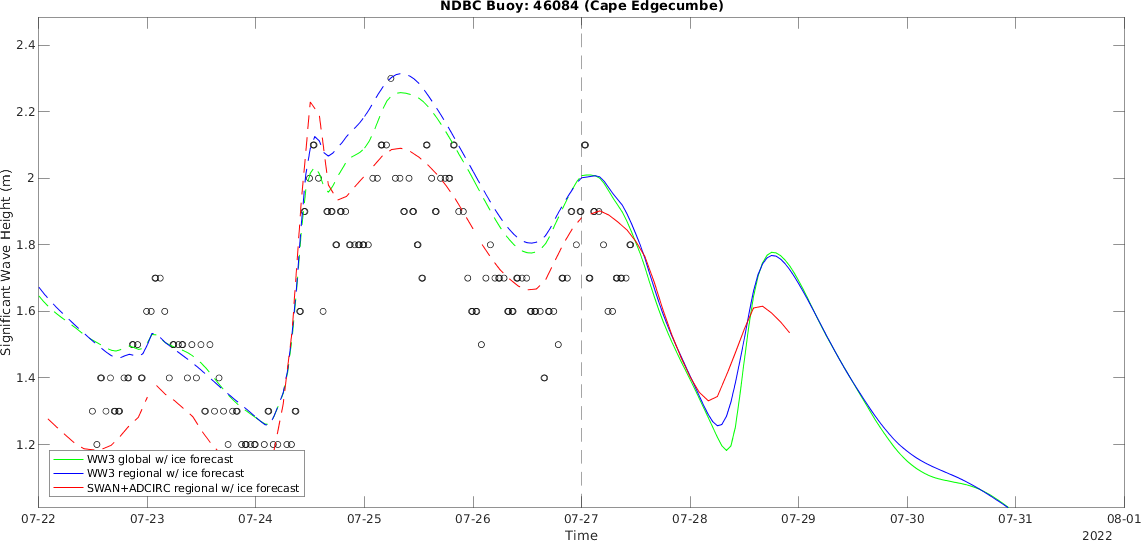 NDBC Buoy: 46084 (Cape Edgecumbe)
Significant Wave Height (m)
2.4
2.2
2
1.8
1.6
1.4
1.2
WW3 global w/ ice forecast
WW3 regional w/ ice forecast
SWAN+ADCIRC regional w/ ice forecast
07-22 07-23 07-24 07-25 07-26 07-27 07-28 07-29 07-30 07-31 08-01
Time 2022